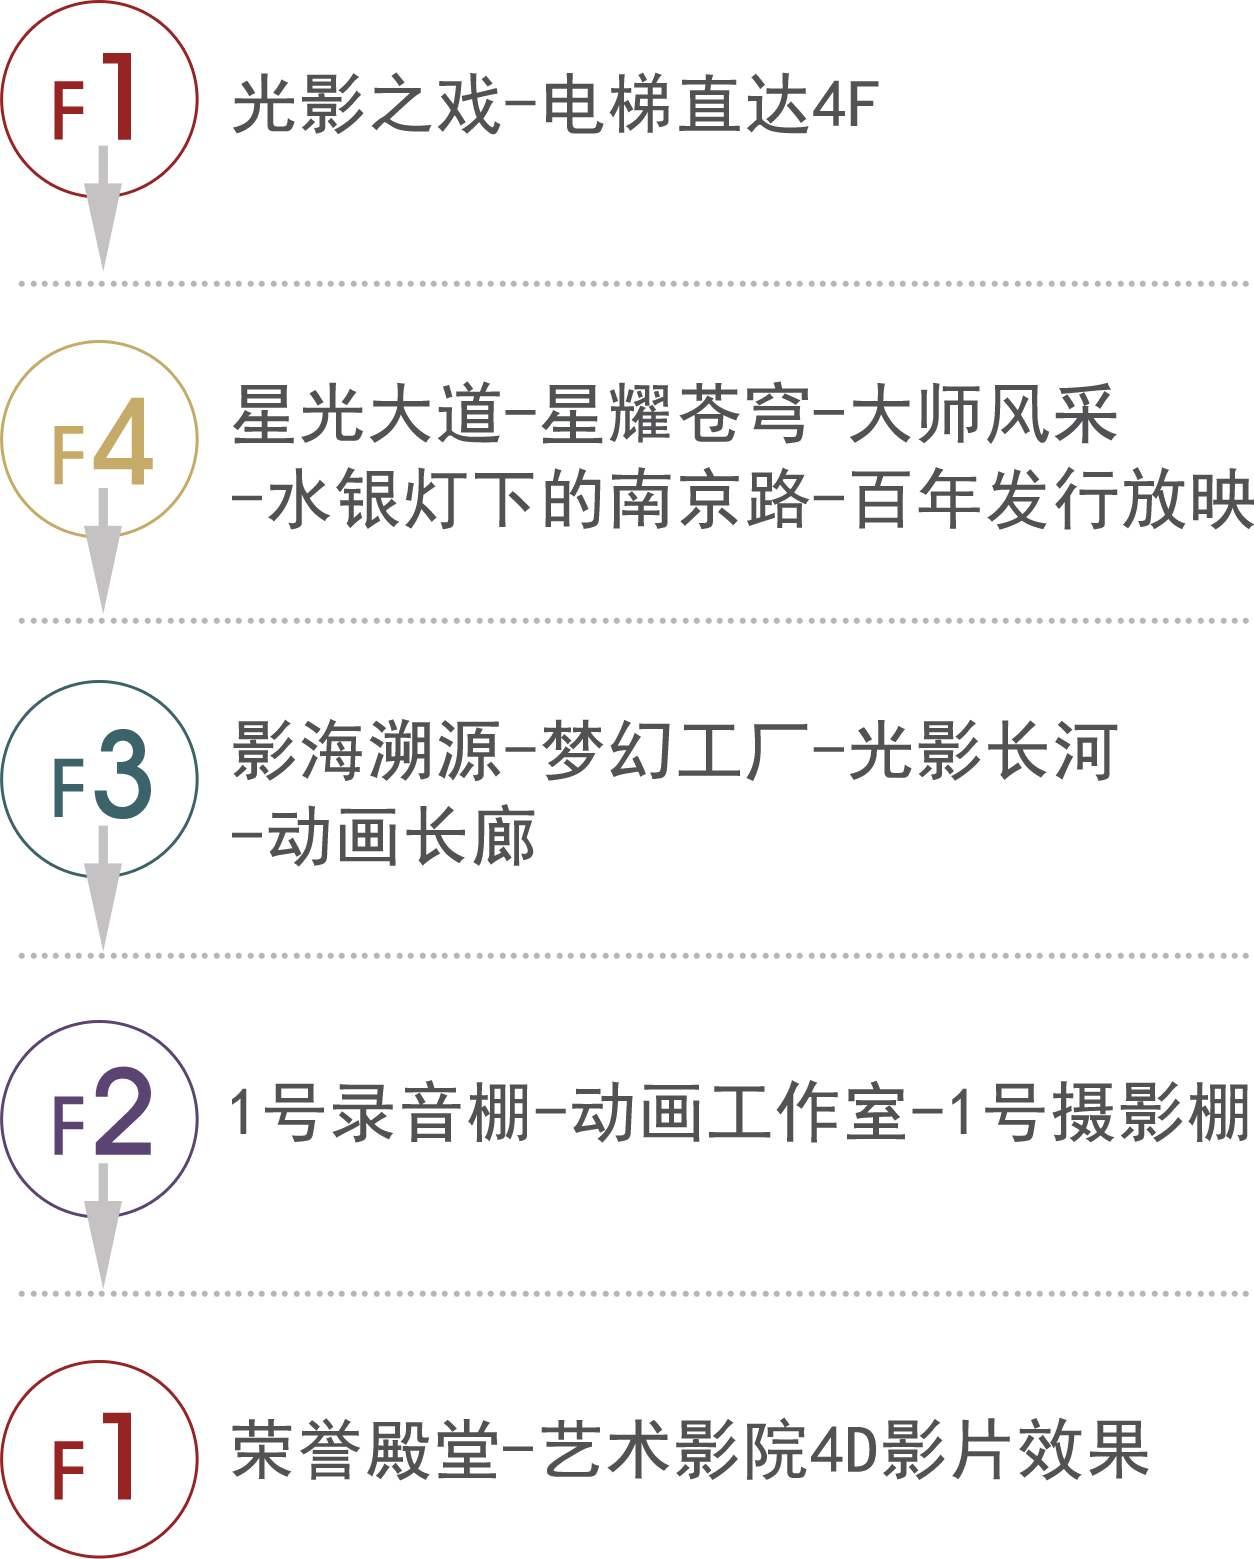 F1
光影之戏-电梯直达4F
F4
星光大道-星耀苍穹-大师风采
-水银灯下的南京路-百年发行放映
F3
影海溯源-梦幻工厂-光影长河
-动画长廊
F2
1号录音棚-动画工作室-1号摄影棚
F1
荣誉殿堂-艺术影院4D影片效果